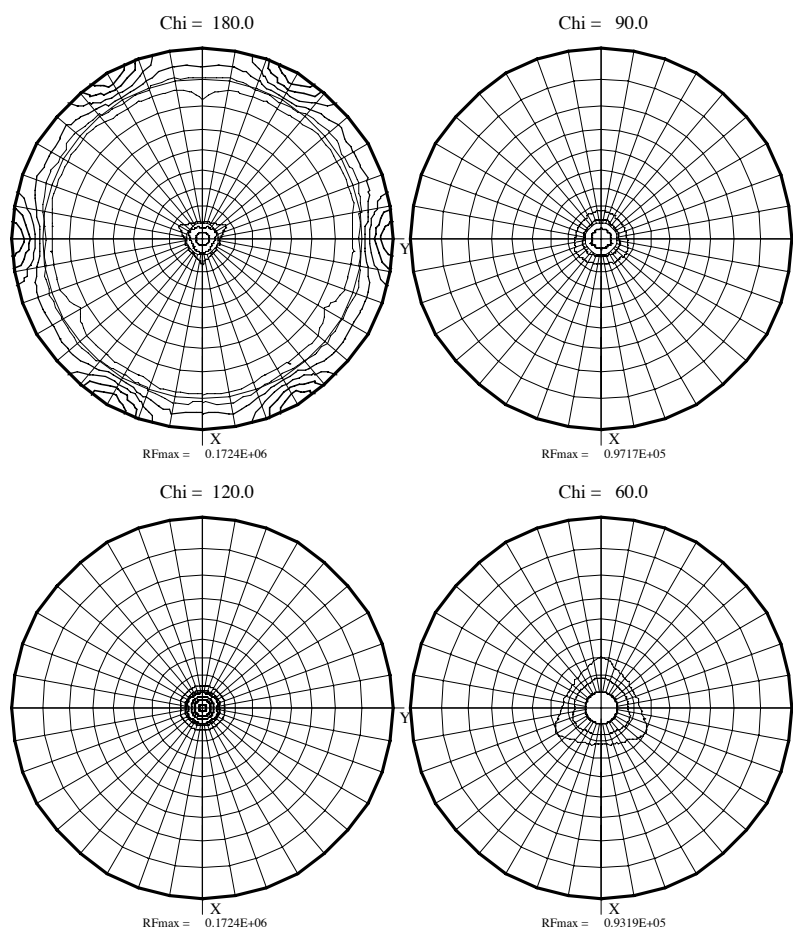 Chi = 180.0
Chi = 90.0
Y
X
X
RFmax = 0.1724E+06
RFmax = 0.9717E+05
Chi = 120.0
Chi = 60.0
Y
X
X
RFmax = 0.1724E+06
RFmax = 0.9319E+05